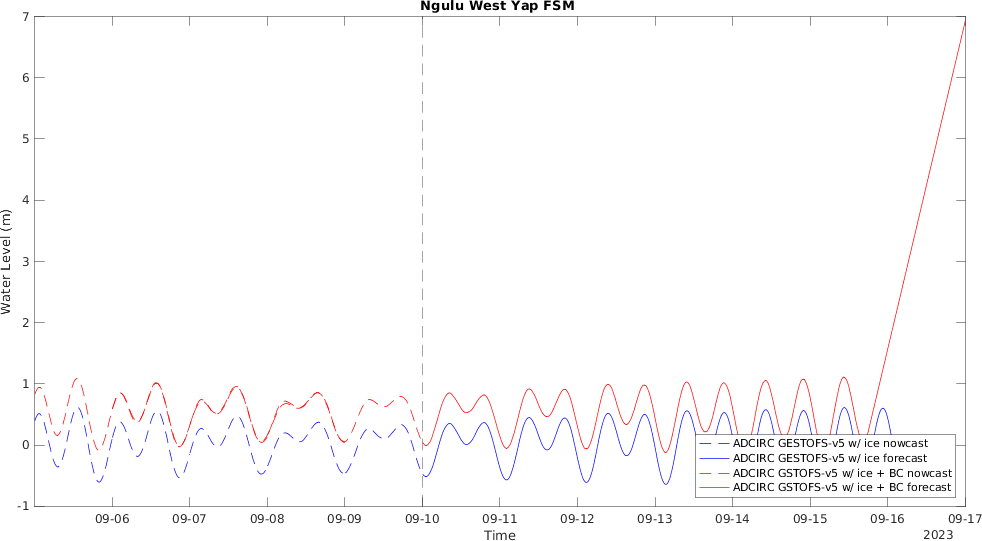 Ngulu West Yap FSM
7
6
5
4
3
2
1
0
-1
Water Level (m)
ADCIRC GESTOFS-v5 w/ ice nowcast
ADCIRC GESTOFS-v5 w/ ice forecast
ADCIRC GSTOFS-v5 w/ ice + BC nowcast
ADCIRC GSTOFS-v5 w/ ice + BC forecast
09-06 09-07 09-08 09-09 09-10 09-11 09-12 09-13 09-14 09-15 09-16 09-17
Time
2023